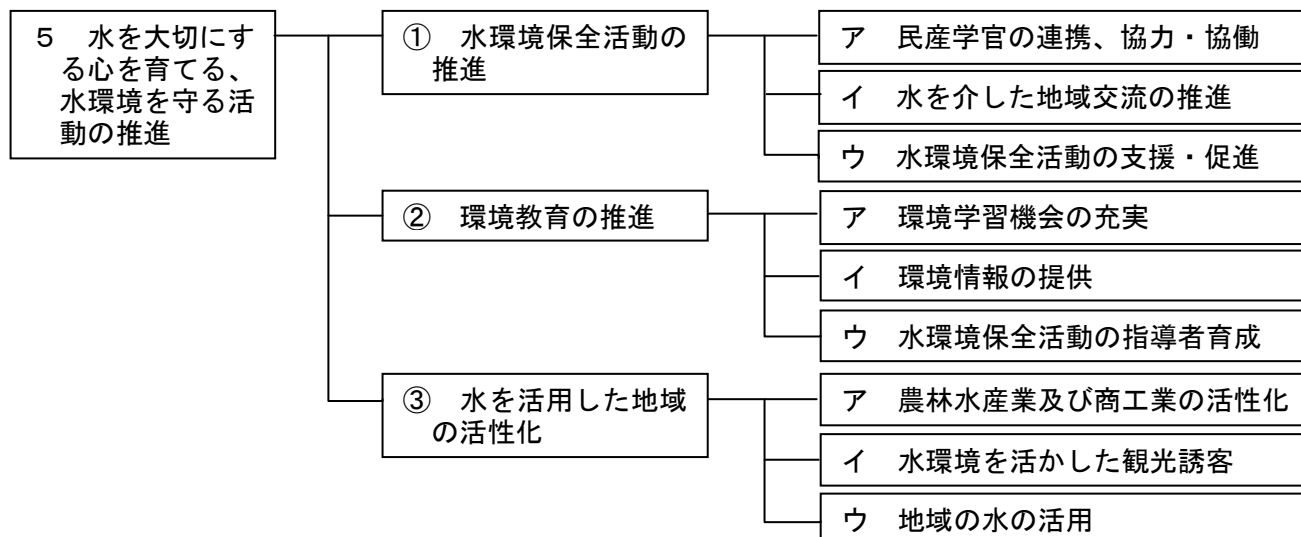 ５　水を大切にす
る心を育てる、
水環境を守る活
動の推進
①　水環境保全活動の
推進
ア　民産学官の連携、協力・協働
イ　水を介した地域交流の推進
ウ　水環境保全活動の支援・促進
②　環境教育の推進
ア　環境学習機会の充実
イ　環境情報の提供
ウ　水環境保全活動の指導者育成
③　水を活用した地域
の活性化
ア　農林水産業及び商工業の活性化
イ　水環境を活かした観光誘客
ウ　地域の水の活用